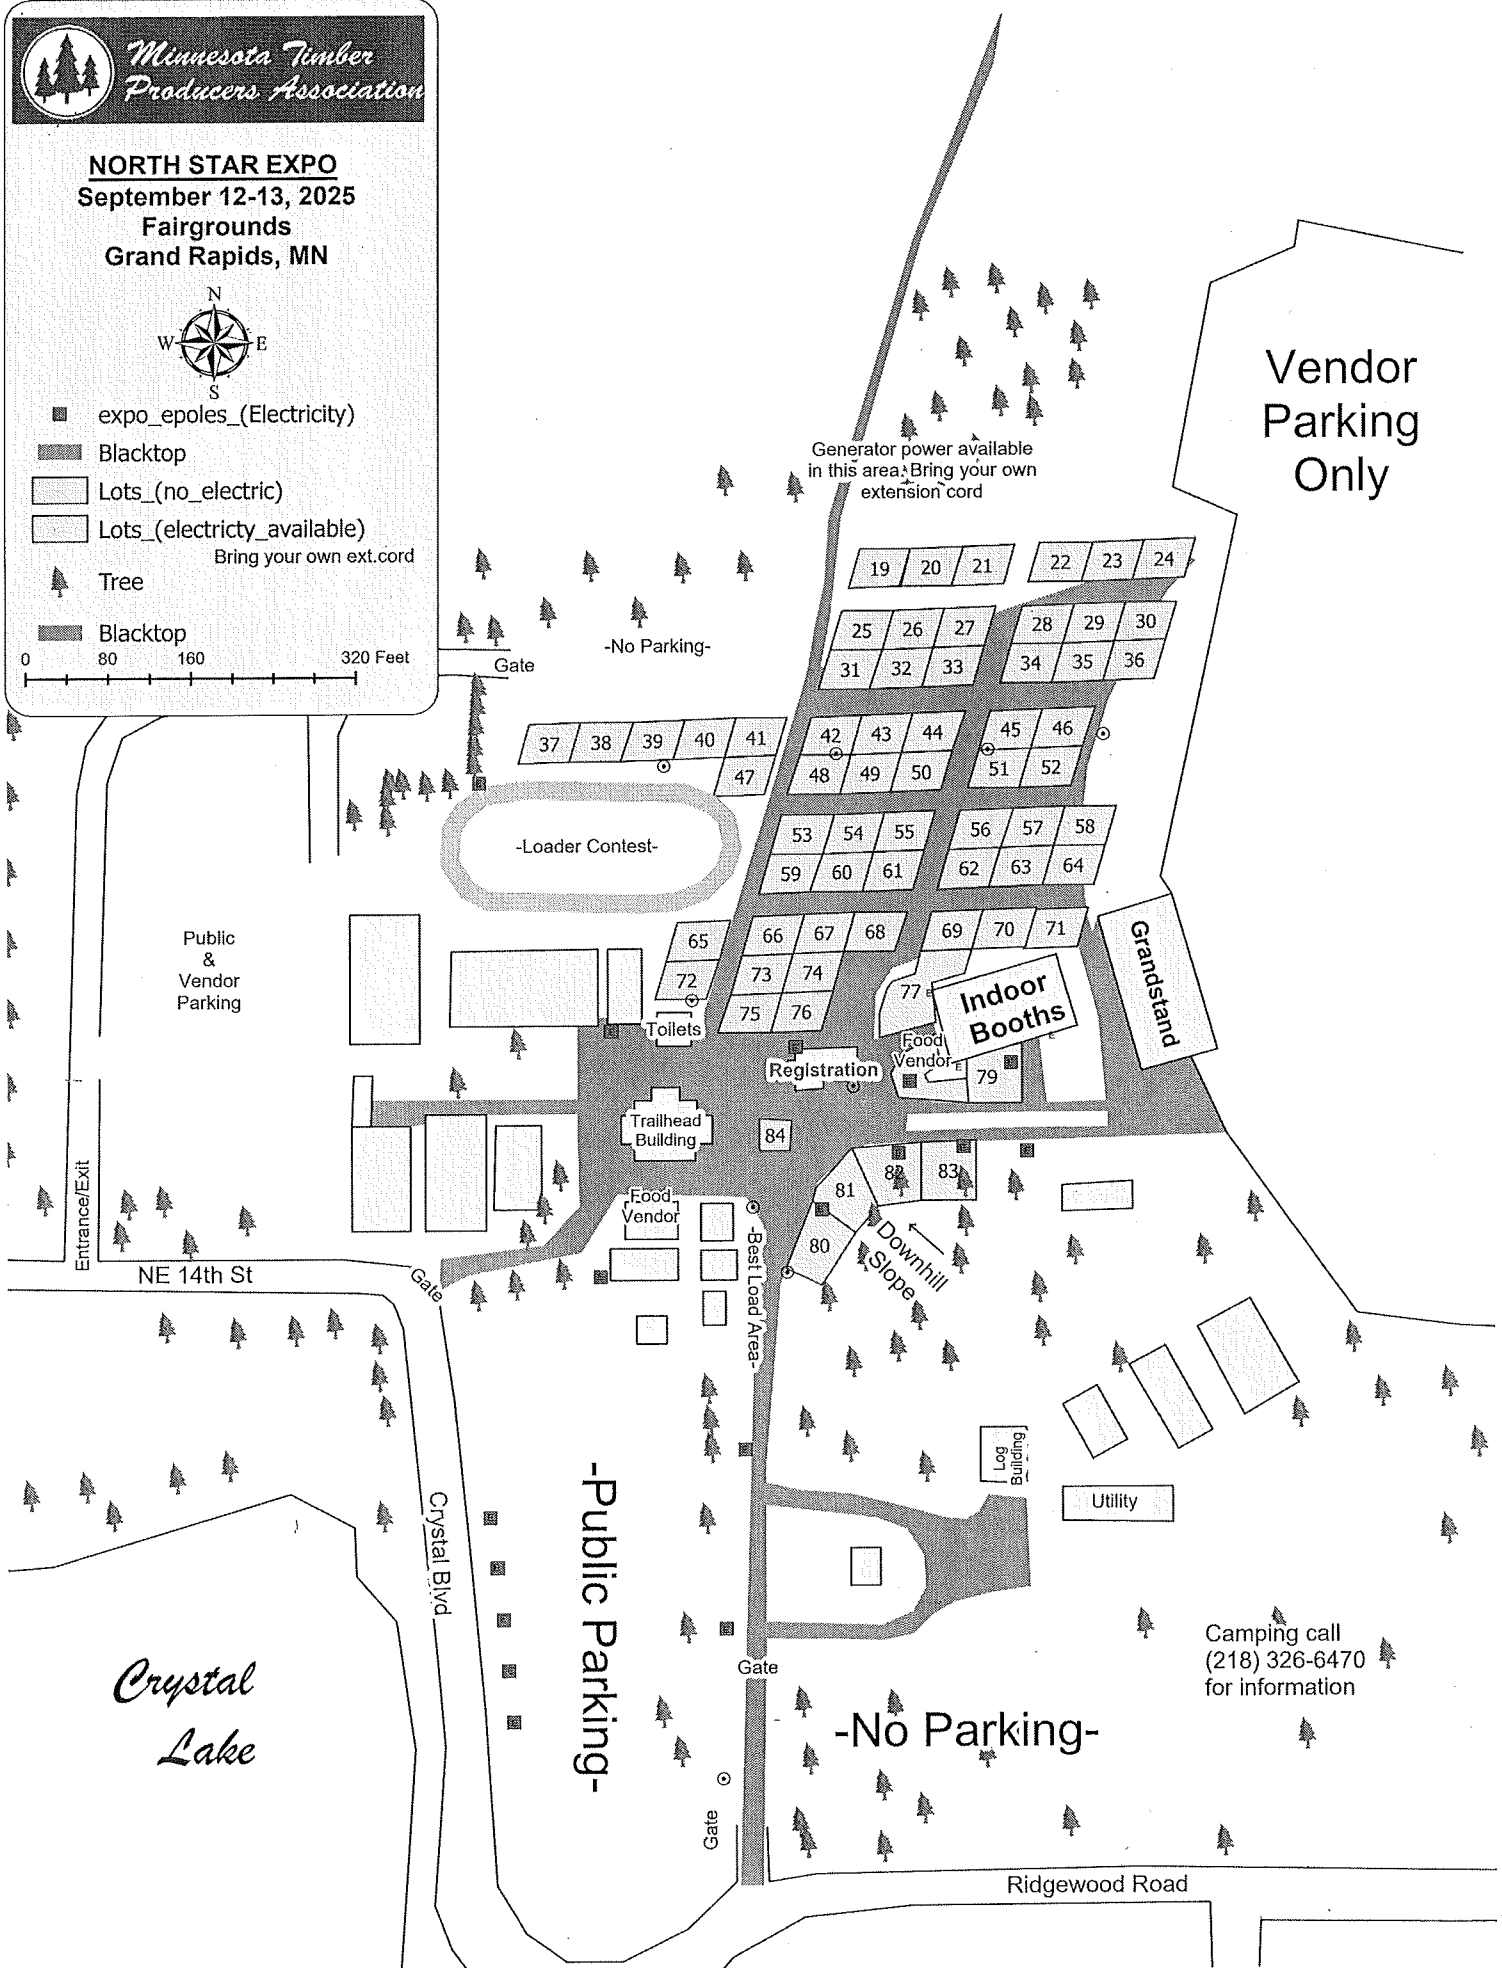 Minnesota Timber
Producers Association
NORTH STAR EXPO
September 12-13, 2025
Fairgrounds
Grand Rapids, MN
N
W E
S
expo_epoles_(Electricity)
Blacktop
Lots_(no_electric)
Lots_(electricty_available)
Bring your own ext.cord
Tree
Blacktop
0 80 160 320 Feet
Vendor
Parking
Only
Generator power available
in this area. Bring your own
extension cord
19 20 21 22 23 24
25 26 27 28 29 30
31 32 33 34 35 36
-No Parking-
Gate
37 38 39 40 41 42 43 44 45 46
47 48 49 50 51 52
-Loader Contest-
53 54 55 56 57 58
59 60 61 62 63 64
65 66 67 68 69 70 71
72 73 74 77
75 76
Public
&
Vendor
Parking
Indoor
Booths
Grandstand
Toilets
Registration
Food
Vendor
E
E
E
79
Trailhead
Building
84
81 82 83
80
Food
Vendor
-Best Load Area-
Downhill
Slope
Entrance/Exit
NE 14th St
Gate
Log
Building
Utility
Crystal Blvd
-Public Parking-
Crystal
Lake
Camping call
(218) 326-6470
for information
Gate
-No Parking-
Gate
Ridgewood Road